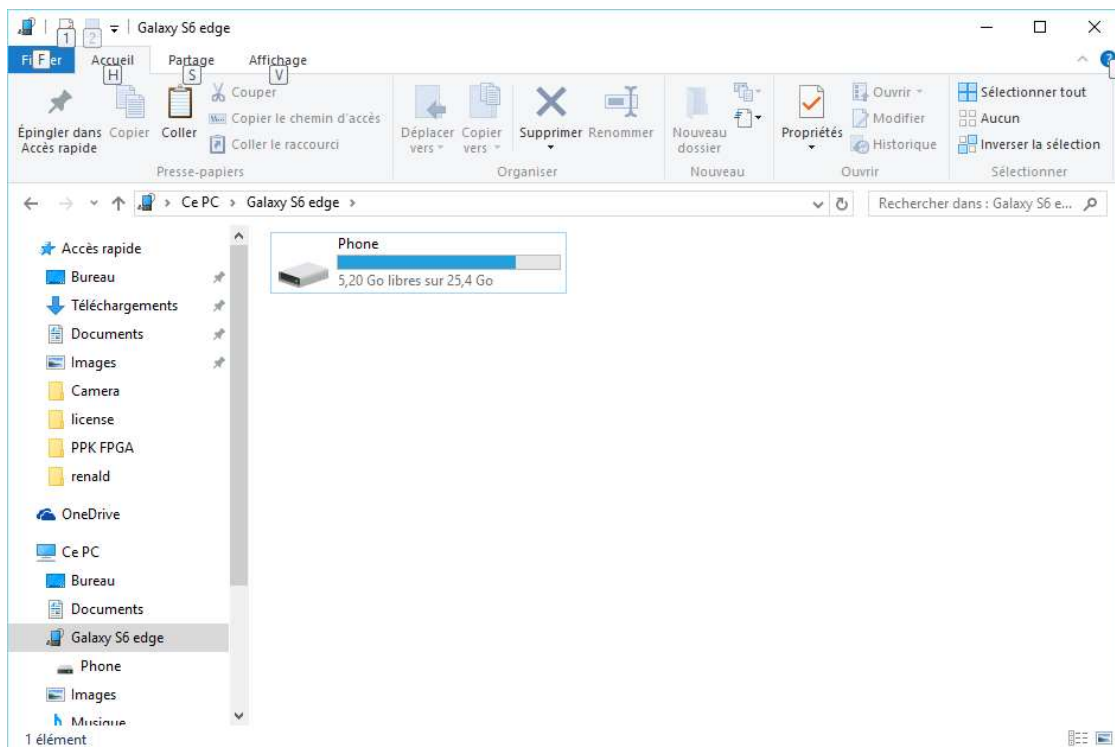 Galaxy S6 edge
1 2
Fichier Accueil Partage Affichage
F H S V
Épingler dans Accès rapide
Copier
Coller
Couper
Copier le chemin d'accès
Coller le raccourci
Presse-papiers
Déplacer vers
Copier vers
Supprimer
Renommer
Organiser
Nouveau dossier
Nouveau
Propriétés
Ouvrir
Modifier
Historique
Ouvrir
Sélectionner tout
Aucun
Inverser la sélection
Sélectionner
Ce PC > Galaxy S6 edge >
Rechercher dans : Galaxy S6 e...
Accès rapide
Bureau
Téléchargements
Documents
Images
Camera
license
PPK FPGA
renald
OneDrive
Ce PC
Bureau
Documents
Galaxy S6 edge
Phone
Images
Musique
Phone
5,20 Go libres sur 25,4 Go
1 élément